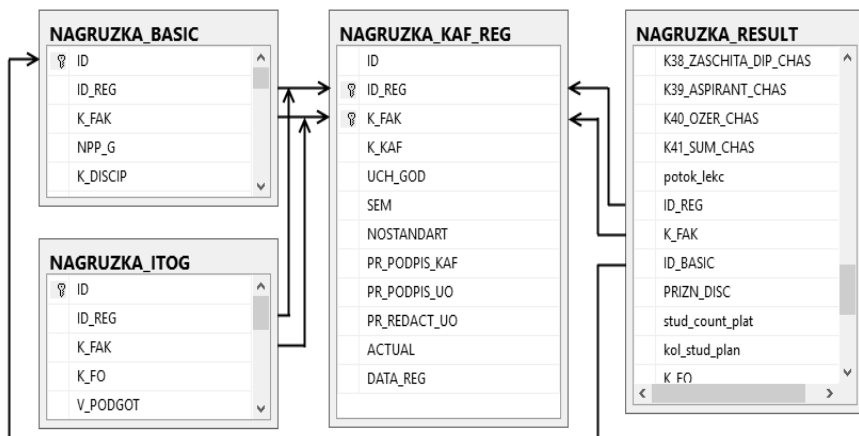 NAGRUZKA_BASIC
ID
ID_REG
K_FAK
NPP_G
K_DISCIP
NAGRUZKA_ITOG
ID
ID_REG
K_FAK
K_FO
V_PODGOT
NAGRUZKA_KAF_REG
ID
ID_REG
K_FAK
K_KAF
UCH_GOD
SEM
NOSTANDART
PR_PODPIS_KAF
PR_PODPIS_UO
PR_REDACT_UO
ACTUAL
DATA_REG
NAGRUZKA_RESULT
K38_ZASCHITA_DIP_CHAS
K39_ASPIRANT_CHAS
K40_OZER_CHAS
K41_SUM_CHAS
potok_lekc
ID_REG
K_FAK
ID_BASIC
PRIZN_DISC
stud_count_plat
kol_stud_plan
K_FO